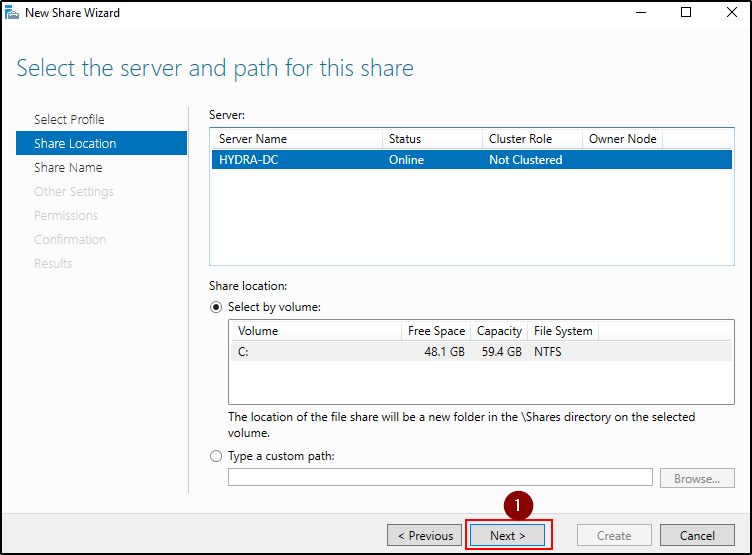 New Share Wizard
Select the server and path for this share
Select Profile
Share Location
Share Name
Other Settings
Permissions
Confirmation
Results
Server:
Server Name Status Cluster Role Owner Node
HYDRA-DC Online Not Clustered
Share location:
Select by volume:
Volume Free Space Capacity File System
C: 48.1 GB 59.4 GB NTFS
The location of the file share will be a new folder in the \Shares directory on the selected
volume.
Type a custom path:
Browse...
1
< Previous Next > Create Cancel